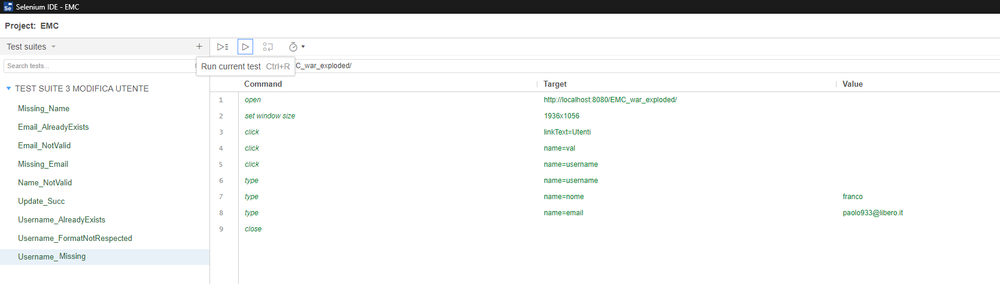 Se Selenium IDE - EMC
Project: EMC
Test suites
Search tests...
Run current test Ctrl+R
C_war_exploded/
TEST SUITE 3 MODIFICA UTENTE
Missing_Name
Email_AlreadyExists
Email_NotValid
Missing_Email
Name_NotValid
Update_Succ
Username_AlreadyExists
Username_FormatNotRespected
Username_ Missing
Command Target Value
1 open http://localhost:8080/EMC_war_exploded/
2 set window size 1936x1056
3 click linkText=Utenti
4 click name=val
5 click name=username
6 type name=username
7 type name=nome franco
8 type name=email paolo933@libero.it
9 close